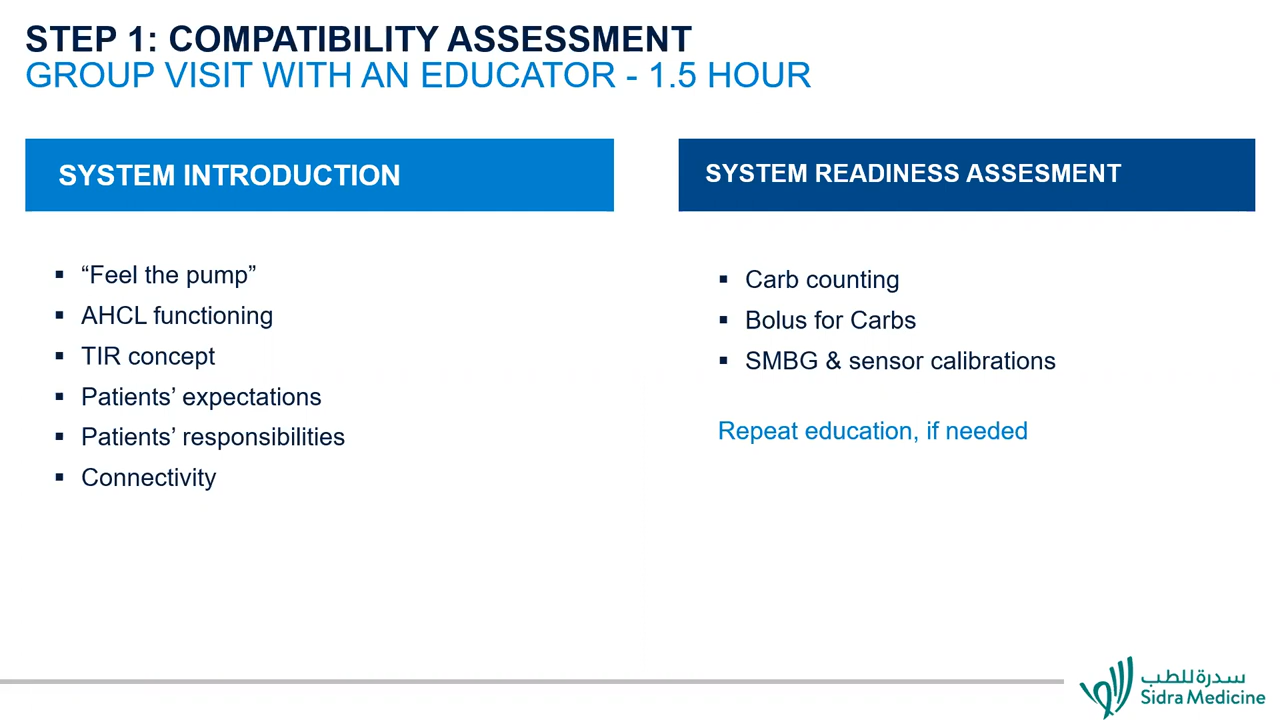 STEP 1: COMPATIBILITY ASSESSMENT
GROUP VISIT WITH AN EDUCATOR - 1.5 HOUR
SYSTEM INTRODUCTION
▪ “Feel the pump”
▪ AHCL functioning
▪ TIR concept
▪ Patients’ expectations
▪ Patients’ responsibilities
▪ Connectivity
SYSTEM READINESS ASSESMENT
▪ Carb counting
▪ Bolus for Carbs
▪ SMBG & sensor calibrations
Repeat education, if needed
سدرة للطب
Sidra Medicine